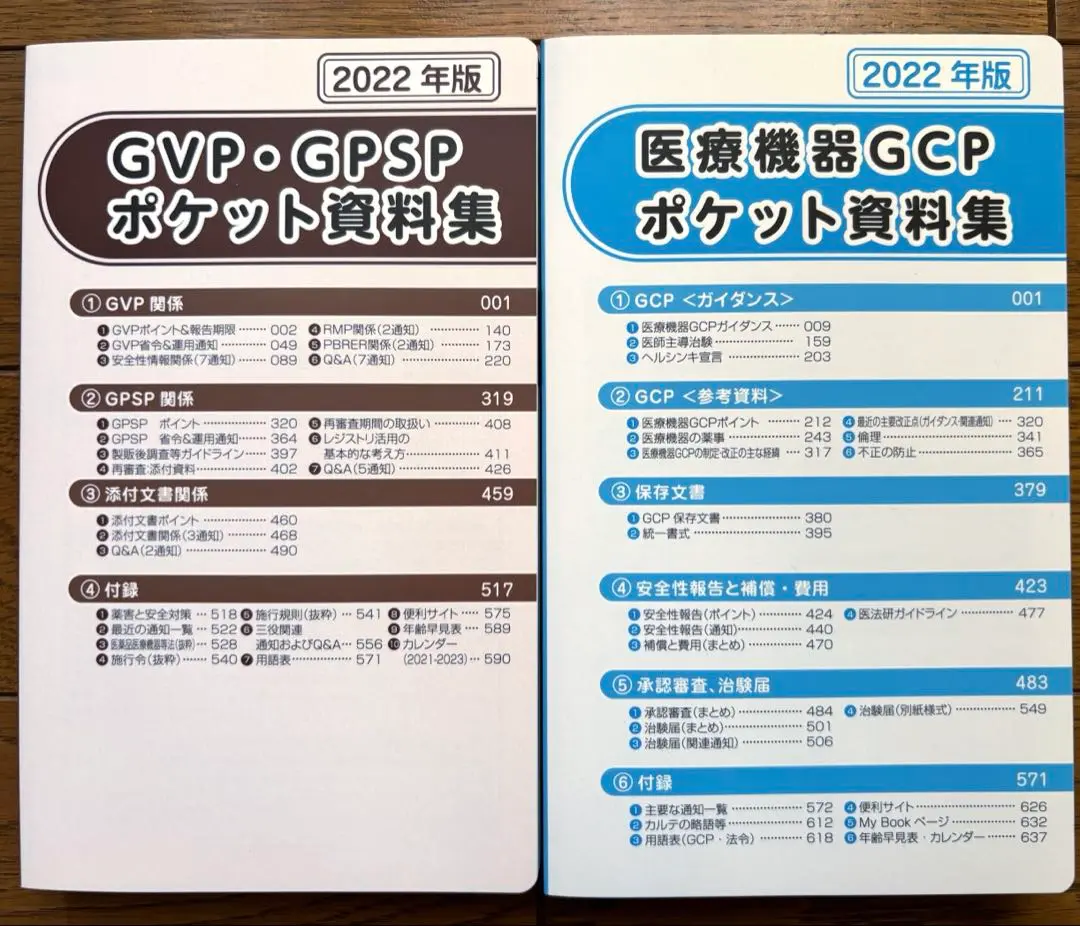 2022 年版
GVP・GPSP
ポケット資料集
① GVP 関係 001
❶ GVPポイント&報告期限 ……… 002
❷ GVP省令&運用通知 ……… 049
❸ 安全性情報関係(7通知) ……… 089
❹ RMP関係(2通知) ……… 140
❺ PBRER関係(2通知) ……… 173
❻ Q&A(7通知) ……… 220
② GPSP 関係 319
❶ GPSP ポイント ……… 320
❷ GPSP 省令&運用通知 ……… 364
❸ 製販後調査等ガイドライン ……… 397
❹ 再審査:添付資料 ……… 402
❺ 再審査期間の取扱い ……… 408
❻ レジストリ活用の
基本的な考え方 ……… 411
❼ Q&A(5通知) ……… 426
③ 添付文書関係 459
❶ 添付文書ポイント ……… 460
❷ 添付文書関係(3通知) ……… 468
❸ Q&A(2通知) ……… 490
④ 付録 517
❶ 薬害と安全対策 … 518
❷ 最近の通知一覧 … 522
❸ 医薬品医療機器等法(抜粋) … 528
❹ 施行令(抜粋) … 540
❺ 施行規則(抜粋) … 541
❻ 三役関連
通知およびQ&A … 556
❼ 用語表 ……… 571
❽ 便利サイト …… 575
❾ 年齢早見表 …… 589
❿ カレンダー
(2021-2023) … 590
2022 年版
医療機器GCP
ポケット資料集
① GCP <ガイダンス> 001
❶ 医療機器GCPガイダンス …… 009
❷ 医師主導治験 ……… 159
❸ ヘルシンキ宣言 ……… 203
② GCP <参考資料> 211
❶ 医療機器GCPポイント ……… 212
❷ 医療機器の薬事 ……… 243
❸ 医療機器GCPの制定・改正の主な経緯 … 317
❹ 最近の主要改正点(ガイダンス・関連通知) … 320
❺ 倫理 ……… 341
❻ 不正の防止 ……… 365
③ 保存文書 379
❶ GCP 保存文書 ……… 380
❷ 統一書式 ……… 395
④ 安全性報告と補償・費用 423
❶ 安全性報告(ポイント) ……… 424
❷ 安全性報告(通知) ……… 440
❸ 補償と費用(まとめ) ……… 470
❹ 医法研ガイドライン ……… 477
⑤ 承認審査、治験届 483
❶ 承認審査(まとめ) ……… 484
❷ 治験届(まとめ) ……… 501
❸ 治験届(関連通知) ……… 506
❹ 治験届(別紙様式) ……… 549
⑥ 付録 571
❶ 主要な通知一覧 ……… 572
❷ カルテの略語等 ……… 612
❸ 用語表(GCP・法令) ……… 618
❹ 便利サイト ……… 626
❺ My Book ページ ……… 632
❻ 年齢早見表・カレンダー ……… 637